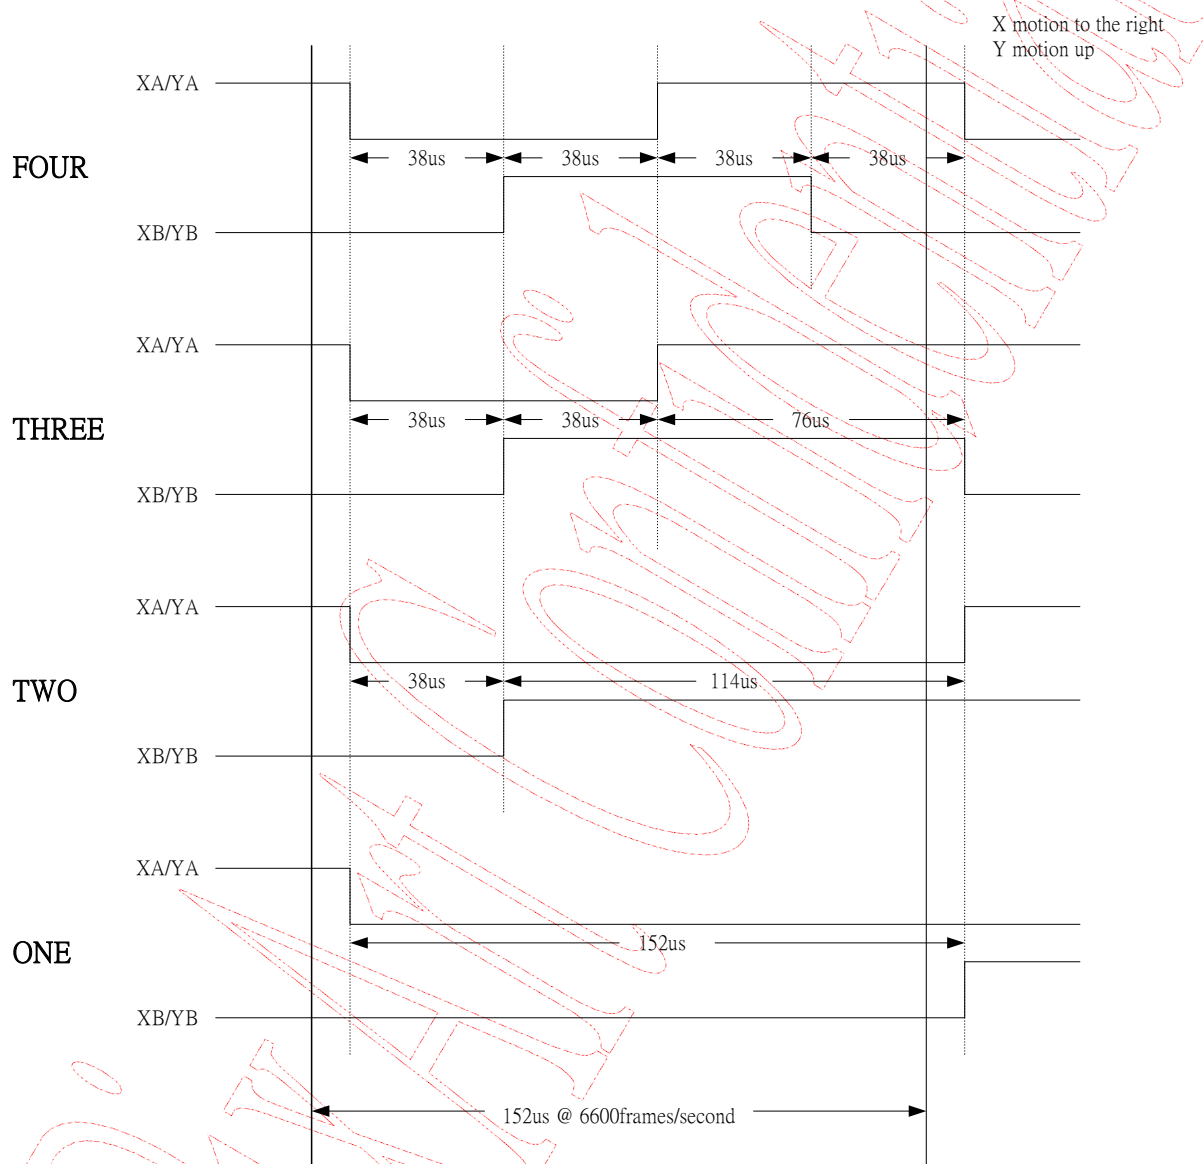 X motion to the right
Y motion up
XA/YA
FOUR
38us 38us 38us 38us
XB/YB
XA/YA
THREE
38us 38us 76us
XB/YB
XA/YA
TWO
38us 114us
XB/YB
XA/YA
ONE
152us
XB/YB
152us @ 6600frames/second